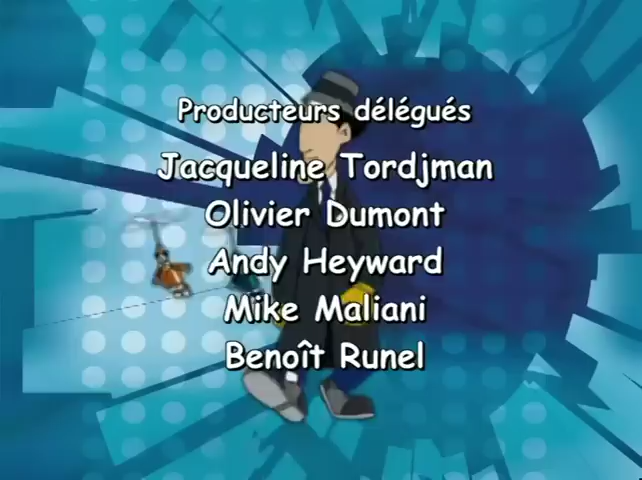 Producteurs délégués
Jacqueline Tordjman
Olivier Dumont
Andy Heyward
Mike Maliani
Benoît Runel